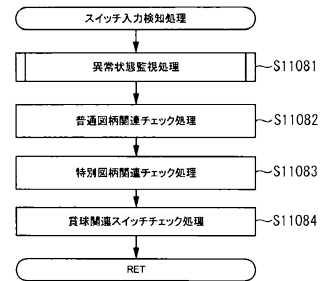 スイッチ入力検知処理
異常状態監視処理
S11081
普通図柄関連チェック処理
S11082
特別図柄関連チェック処理
S11083
賞球関連スイッチチェック処理
S11084
RET